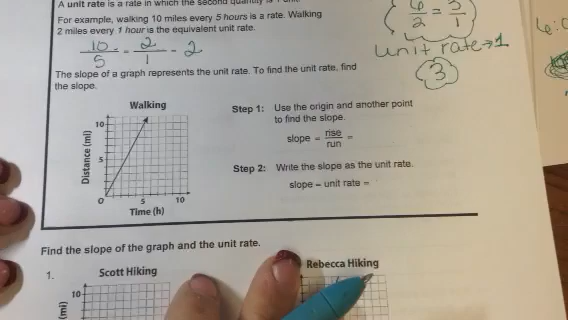 A unit rate is a rate in which the second quantity is 1 unit.
For example, walking 10 miles every 5 hours is a rate. Walking
2 miles every 1 hour is the equivalent unit rate.
10/5 = 2/1 - 2
6/2 = 3/1
unit rate → 1
3
The slope of a graph represents the unit rate. To find the unit rate, find
the slope.
Walking
Distance (mi)
10
5
0 5 10
Time (h)
Step 1: Use the origin and another point
to find the slope.
slope = rise/run =
Step 2: Write the slope as the unit rate.
slope = unit rate =
Find the slope of the graph and the unit rate.
1. Scott Hiking
Rebecca Hiking
10
(mi)